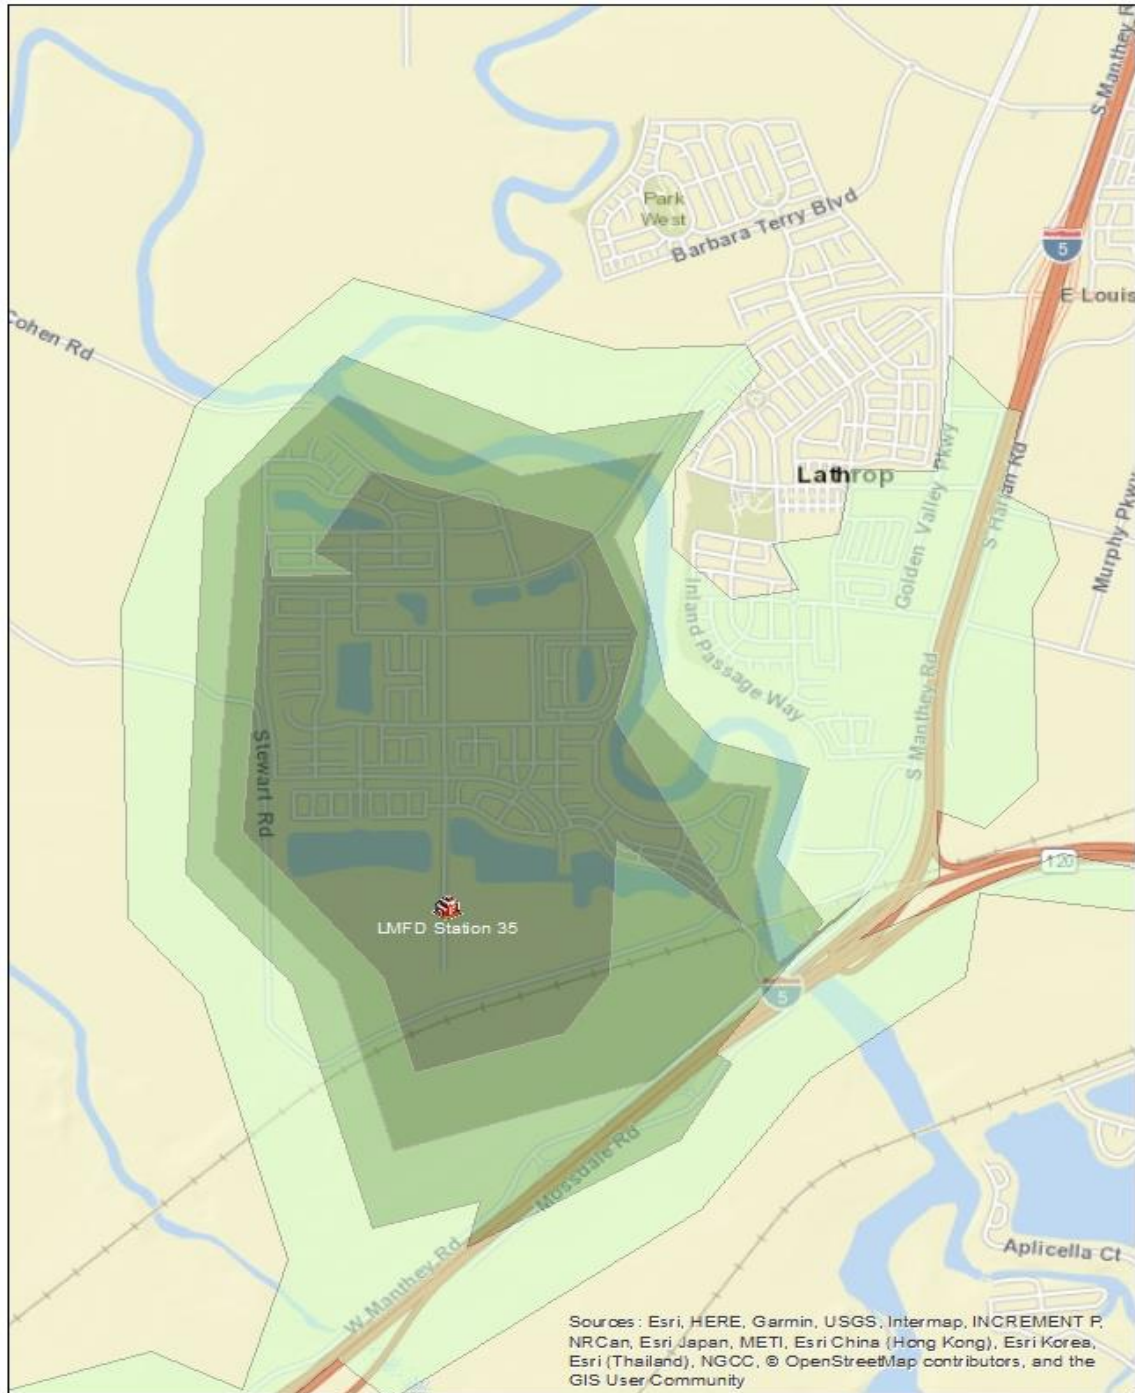 S Manthey R
Park
West
Barbara Terry Blvd
5
E Louis
Cohen Rd
Lathrop
Golden Valley Pkwy
S Harlan Rd
Murphy Pkwy
Inland Passage Way
S Manthey Rd
Stewart Rd
120
LMFD Station 35
5
Mossdale Rd
W Manthey Rd
Aplicella Ct
Sources: Esri, HERE, Garmin, USGS, Intermap, INCREMENT P,
NRCan, Esri Japan, METI, Esri China (Hong Kong), Esri Korea,
Esri (Thailand), NGCC, © OpenStreetMap contributors, and the
GIS User Community